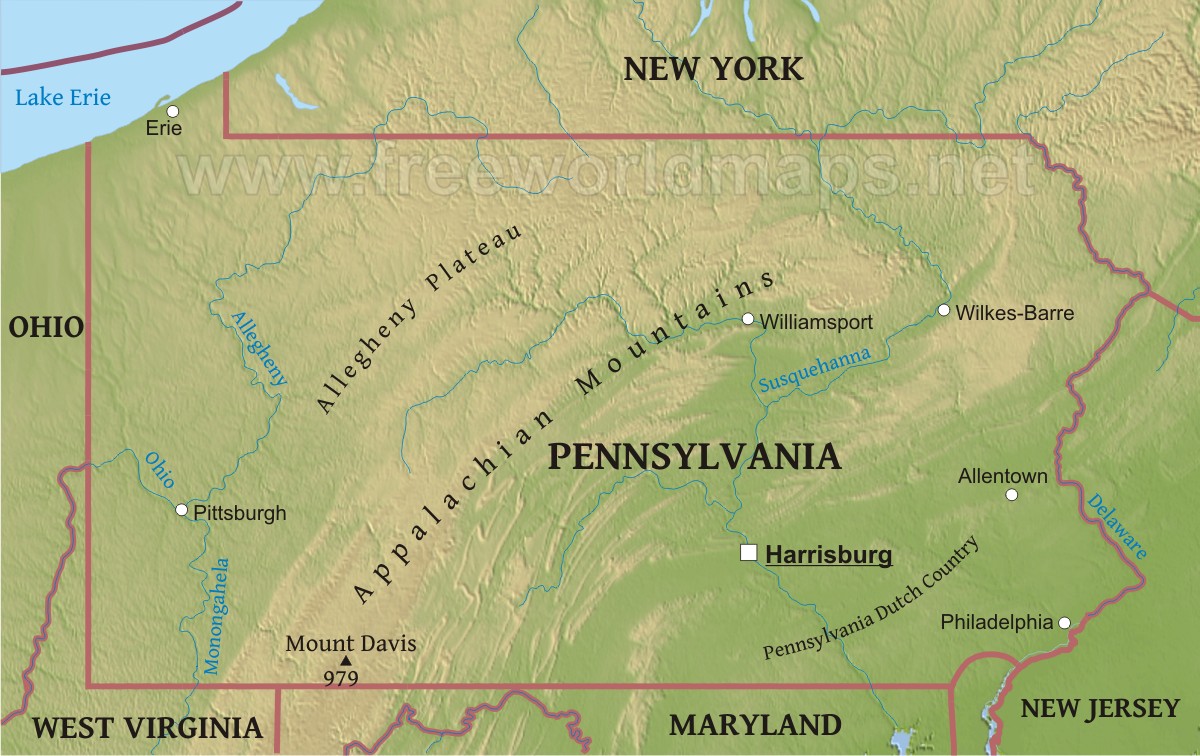 NEW YORK
Lake Erie
Erie
www.freeworldmaps.net
Allegheny Plateau
Appalachian Mountains
OHIO
Allegheny
Williamsport
Wilkes-Barre
Susquehanna
PENNSYLVANIA
Ohio
Pittsburgh
Allentown
Delaware
Harrisburg
Monongahela
Pennsylvania Dutch Country
Philadelphia
Mount Davis
979
WEST VIRGINIA
MARYLAND
NEW JERSEY